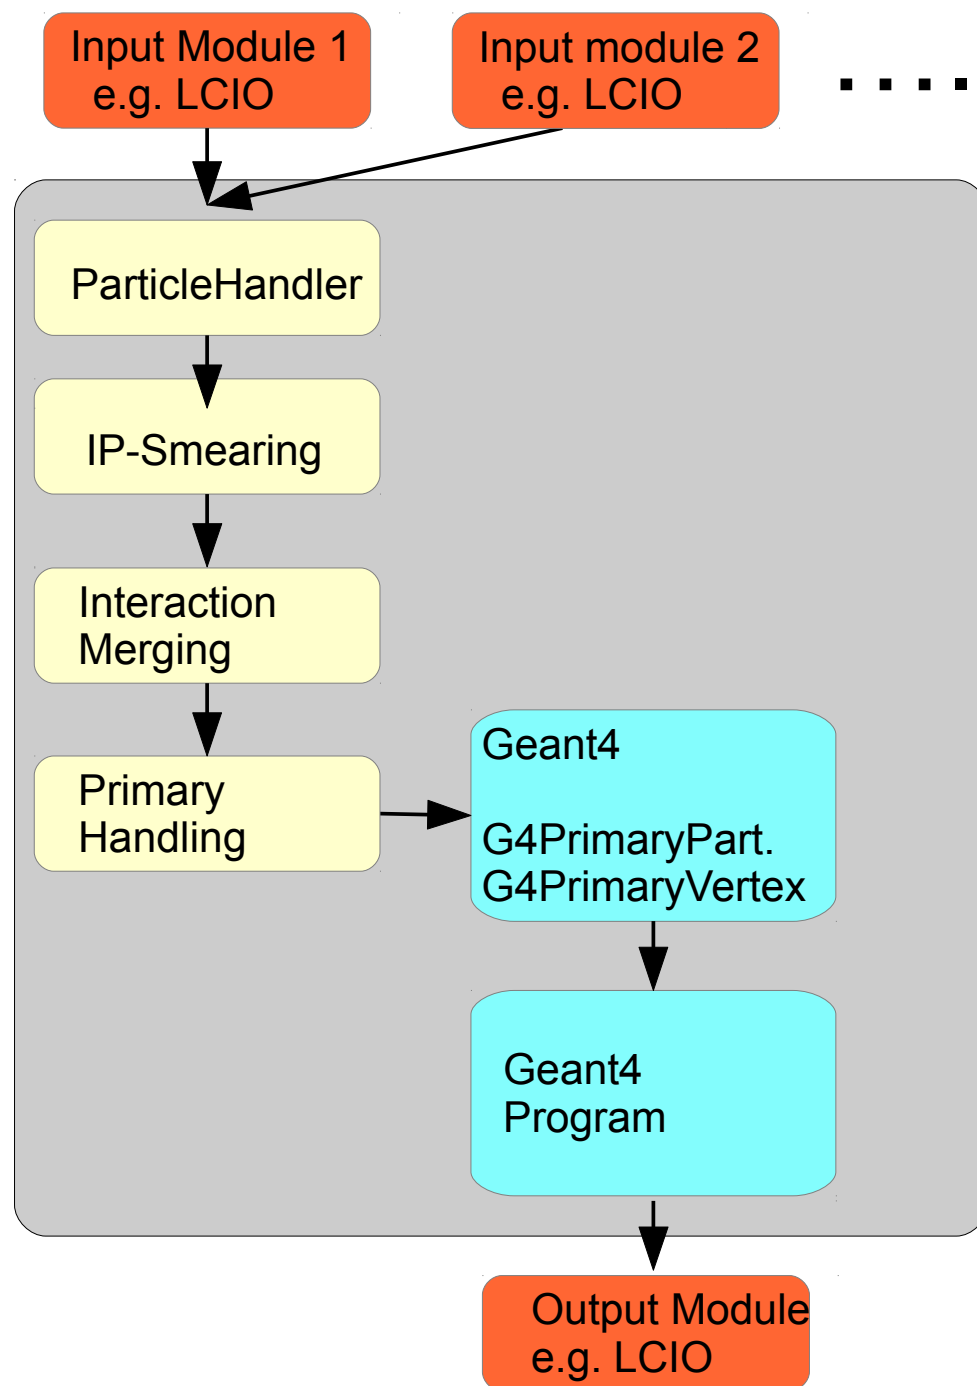 Input Module 1
e.g. LCIO
Input module 2
e.g. LCIO
. . . .
ParticleHandler
IP-Smearing
Interaction
Merging
Primary
Handling
Geant4
G4PrimaryPart.
G4PrimaryVertex
Geant4
Program
Output Module
e.g. LCIO